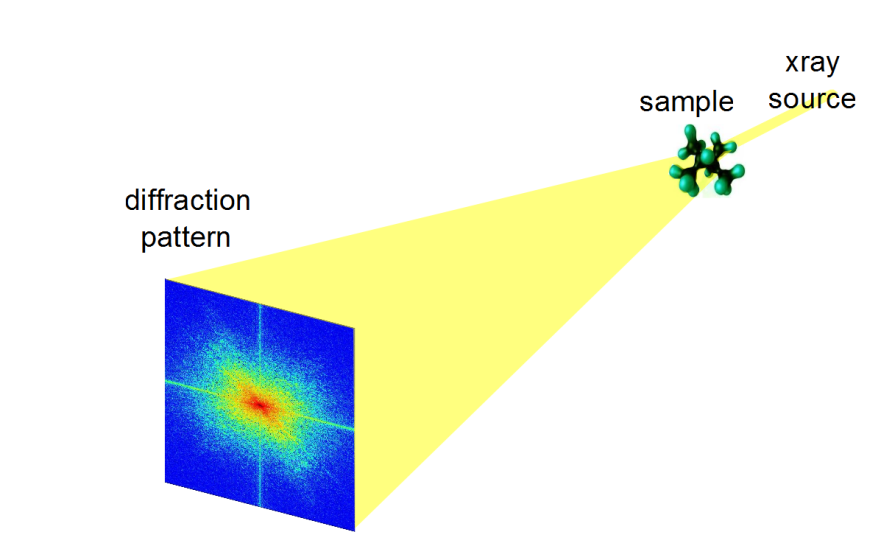 xray
source
sample
diffraction
pattern